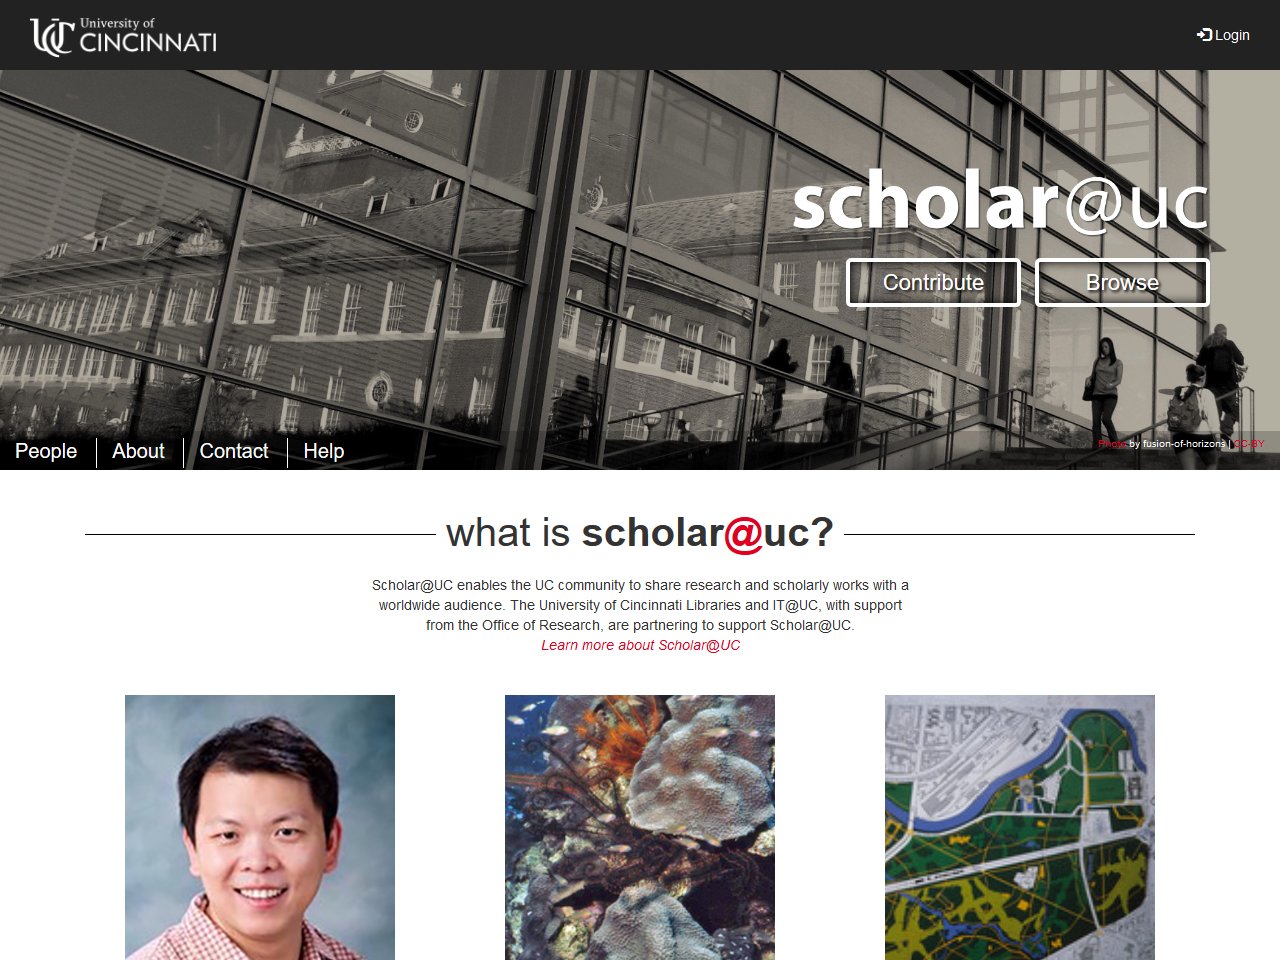 University of
CINCINNATI
Login
scholar@uc
Contribute
Browse
People
About
Contact
Help
Photo by fusion-of-horizons | CC-BY
what is scholar@uc?
Scholar@UC enables the UC community to share research and scholarly works with a
worldwide audience. The University of Cincinnati Libraries and IT@UC, with support
from the Office of Research, are partnering to support Scholar@UC.
Learn more about Scholar@UC